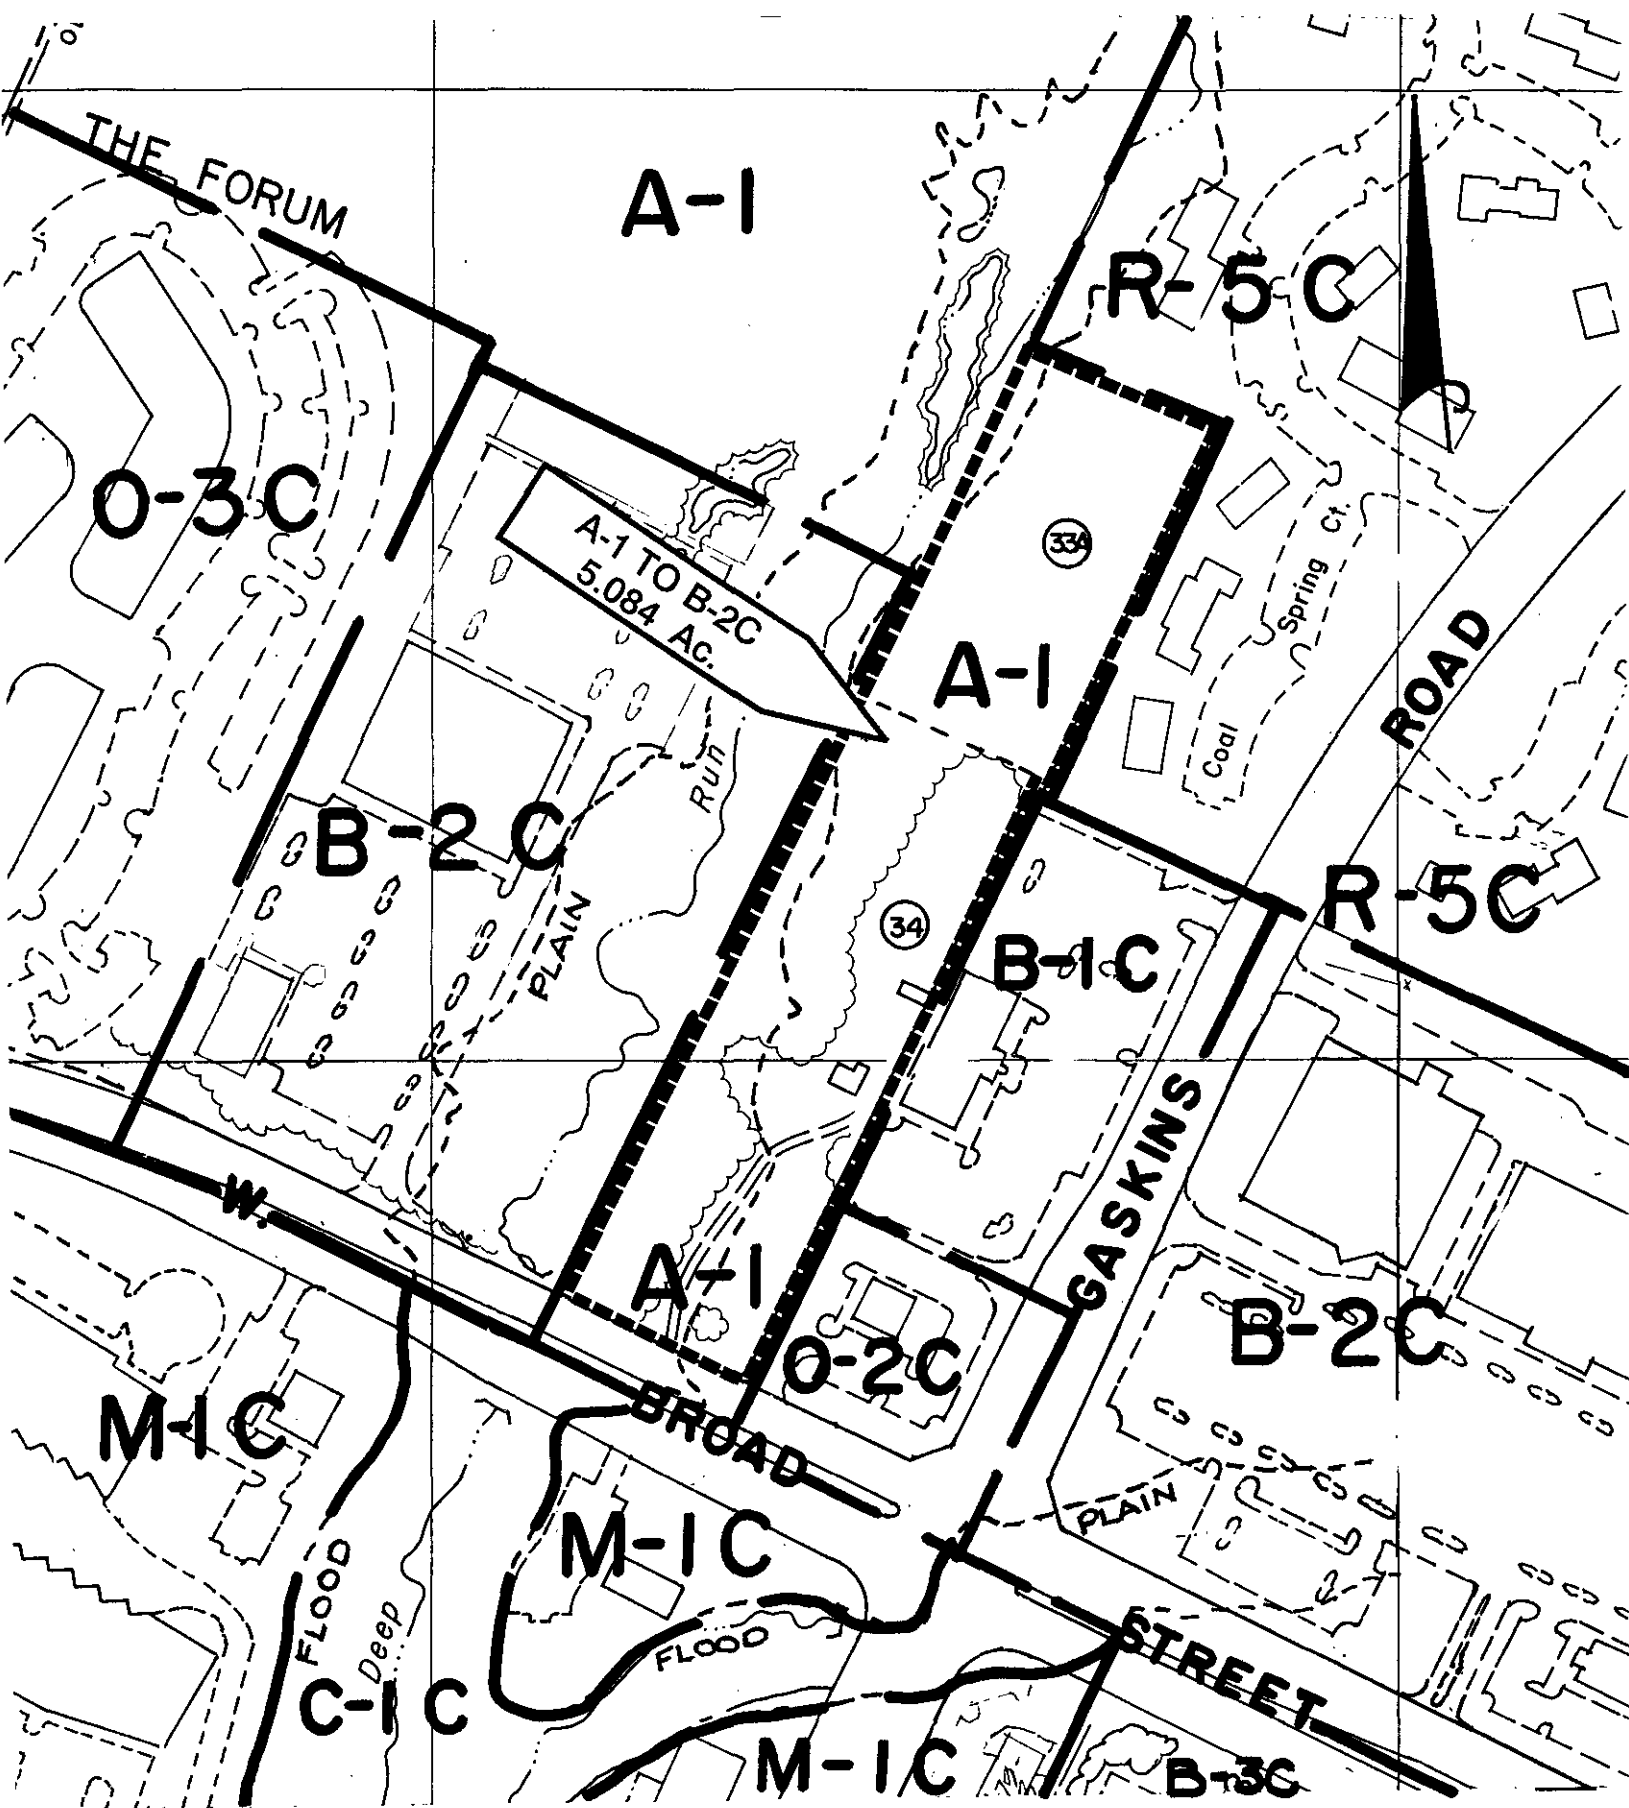 THE FORUM
A-1
R-5C
O-3C
A-1 TO B-2C
5.084 Ac.
33A
Spring Ct.
A-1
ROAD
Coal
Run
B-2C
R-5C
PLAIN
34
B-1C
GASKINS
W.
A-1
B-2C
O-2C
M-1C
BROAD
PLAIN
M-1C
FLOOD
Deep
FLOOD
STREET
C-1C
M-1C
B-3C